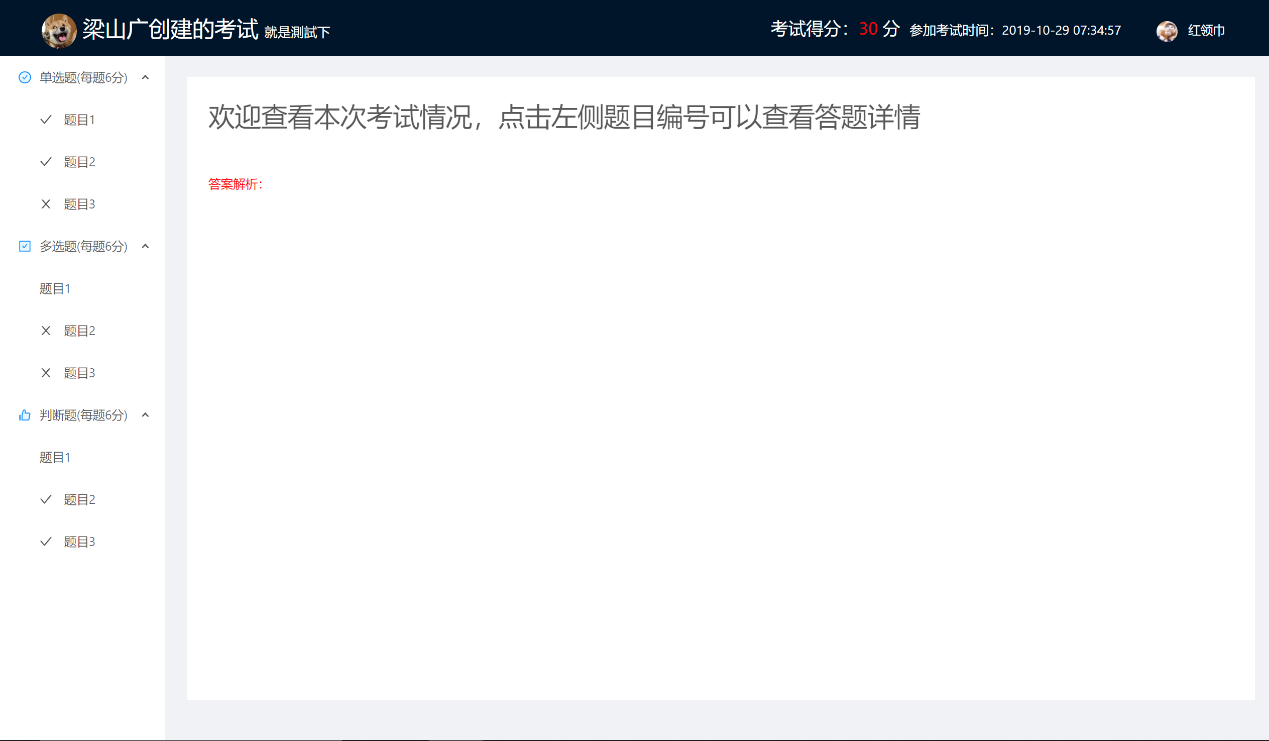 梁山广创建的考试 就是测試下
考试得分：30 分 参加考试时间：2019-10-29 07:34:57 红领巾
单选题(每题6分)
题目1
题目2
题目3
多选题(每题6分)
题目1
题目2
题目3
判断题(每题6分)
题目1
题目2
题目3
欢迎查看本次考试情况，点击左侧题目编号可以查看答题详情
答案解析：